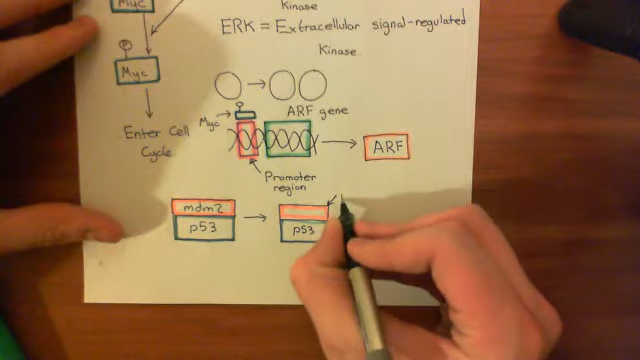 Myc
Kinase
ERK = Extracellular signal-regulated
Kinase.
P
Myc
ARF gene
Myc
Enter Cell
Cycle.
ARF
Promoter
region
mdm2
p53
p53